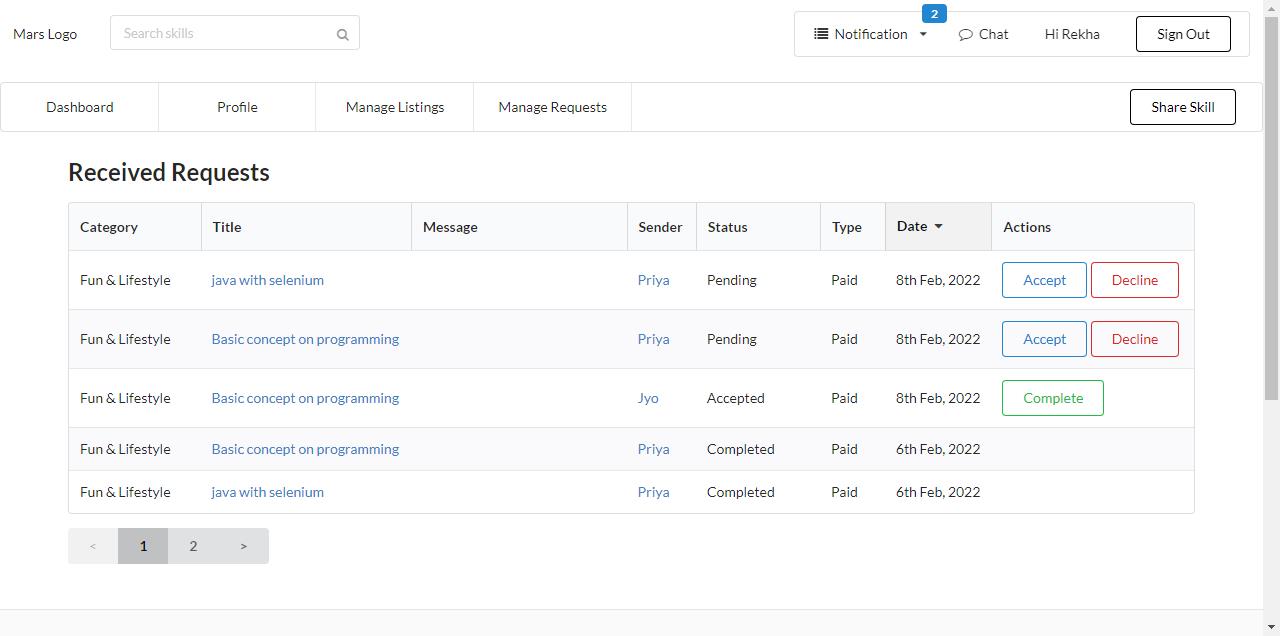 2
Mars Logo Search skills Notification Chat Hi Rekha Sign Out
Dashboard Profile Manage Listings Manage Requests Share Skill
Received Requests
Category Title Message Sender Status Type Date Actions
Fun & Lifestyle java with selenium Priya Pending Paid 8th Feb, 2022 Accept Decline
Fun & Lifestyle Basic concept on programming Priya Pending Paid 8th Feb, 2022 Accept Decline
Fun & Lifestyle Basic concept on programming Jyo Accepted Paid 8th Feb, 2022 Complete
Fun & Lifestyle Basic concept on programming Priya Completed Paid 6th Feb, 2022
Fun & Lifestyle java with selenium Priya Completed Paid 6th Feb, 2022
< 1 2 >